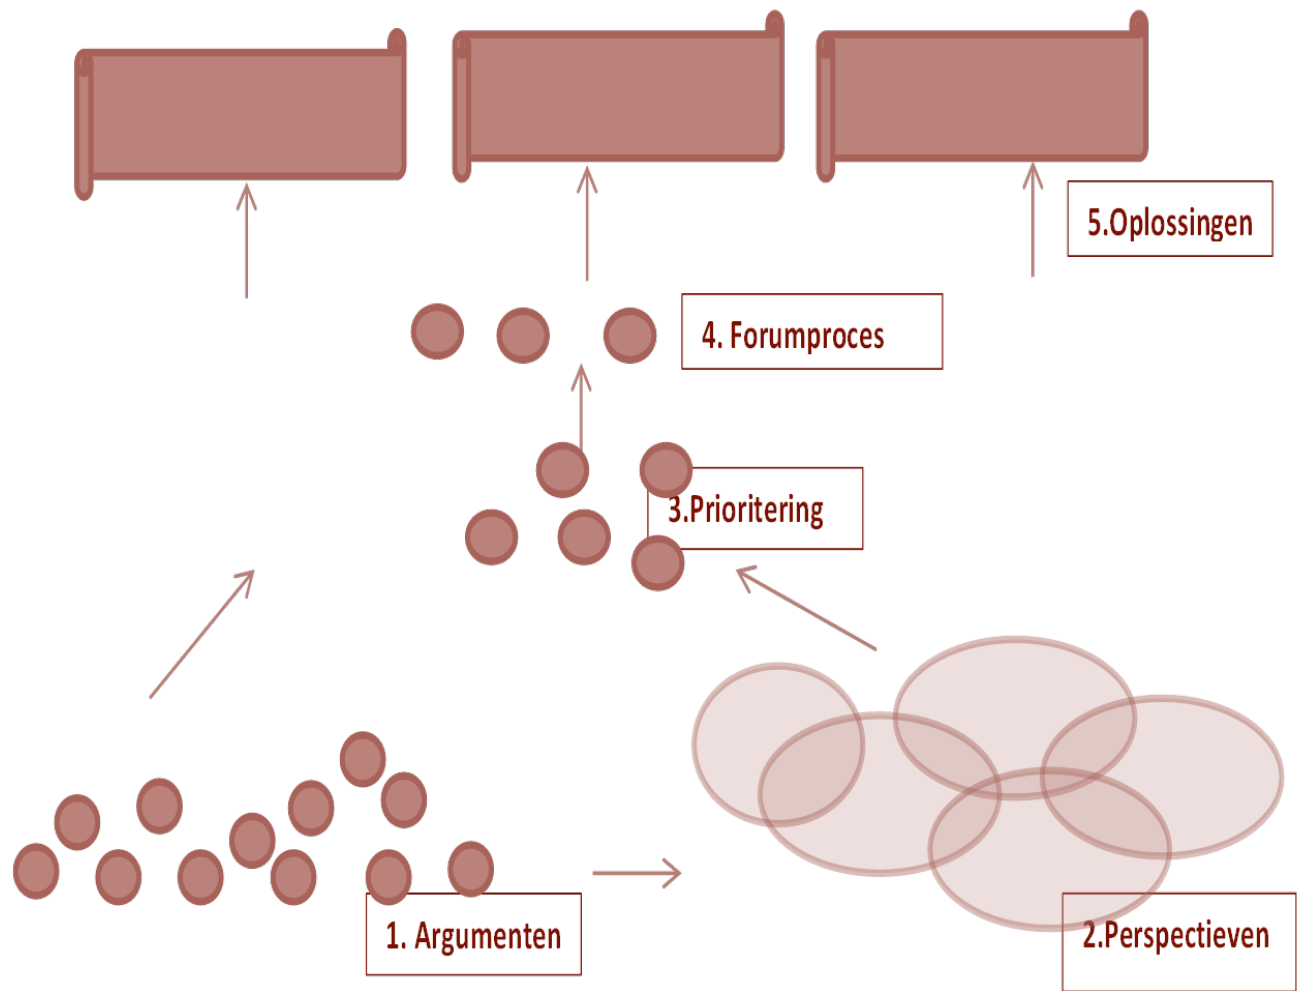 5.Oplossingen
4. Forumproces
3.Prioritering
1. Argumenten
2.Perspectieven